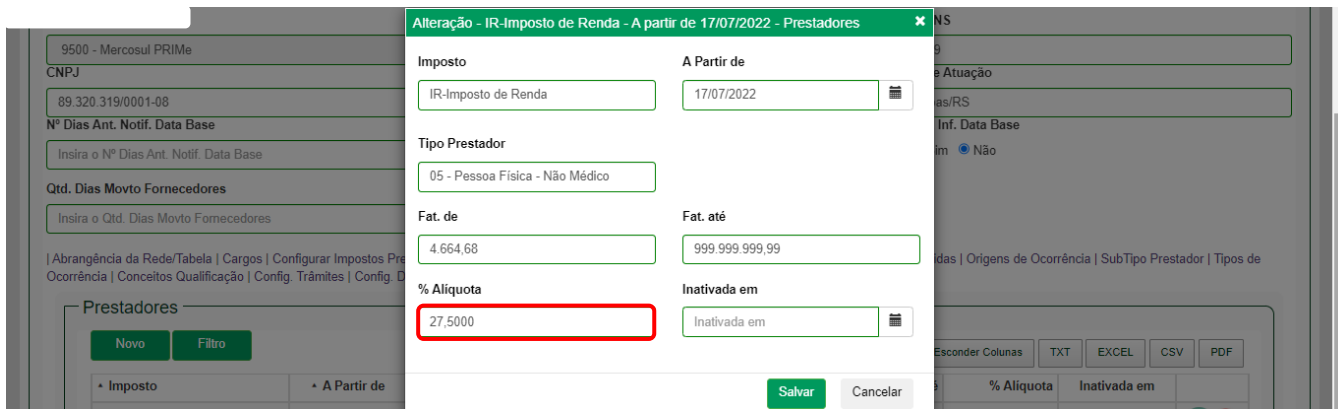 Alteração - IR-Imposto de Renda - A partir de 17/07/2022 - Prestadores ×
NS
9500 - Mercosul PRIMe
9
Imposto
A Partir de
CNPJ
e Atuação
IR-Imposto de Renda
17/07/2022
89.320.319/0001-08
as/RS
Nº Dias Ant. Notif. Data Base
Inf. Data Base
Tipo Prestador
Insira o Nº Dias Ant. Notif. Data Base
im Não
05 - Pessoa Física - Não Médico
Qtd. Dias Movto Fornecedores
Insira o Qtd. Dias Movto Fornecedores
Fat. de
Fat. até
4.664,68
999.999.999,99
| Abrangência da Rede/Tabela | Cargos | Configurar Impostos Pre
idas | Origens de Ocorrência | SubTipo Prestador | Tipos de
Ocorrência | Conceitos Qualificação | Config. Trâmites | Config. D
% Aliquota
Inativada em
27,5000
Inativada em
Prestadores
Novo Filtro
Esconder Colunas TXT EXCEL CSV PDF
Imposto A Partir de
% Aliquota Inativada em
Salvar Cancelar